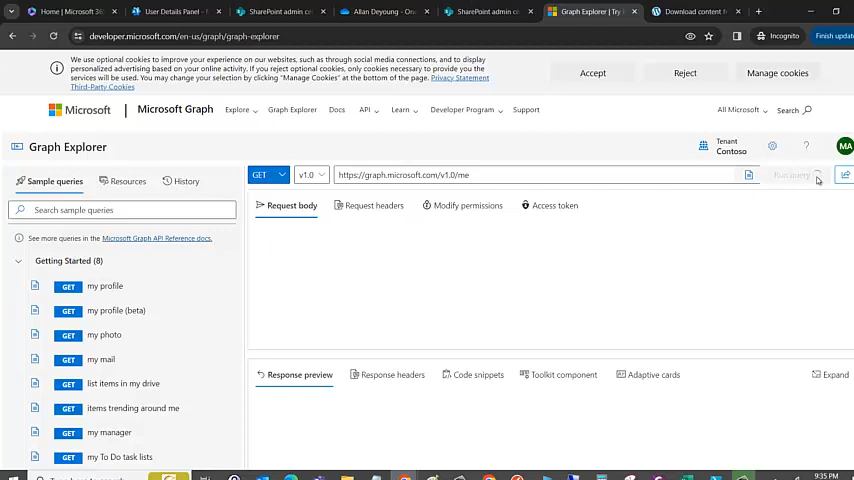 Home | Microsoft 36
User Details Panel -
SharePoint admin ce
Allan Deyoung - On
SharePoint admin ce
Graph Explorer | Try
Download content f
developer.microsoft.com/en-us/graph/graph-explorer
Incognito
Finish update
We use optional cookies to improve your experience on our websites, such as through social media connections, and to display
personalized advertising based on your online activity. If you reject optional cookies, only cookies necessary to provide you the
services will be used. You may change your selection by clicking "Manage Cookies" at the bottom of the page. Privacy Statement
Third-Party Cookies
Accept
Reject
Manage cookies
Microsoft
Microsoft Graph
Explore
Graph Explorer
Docs
API
Learn
Developer Program
Support
All Microsoft
Search
Graph Explorer
Tenant
Contoso
MA
Sample queries
Resources
History
GET
v1.0
https://graph.microsoft.com/v1.0/me
Run query
Search sample queries
Request body
Request headers
Modify permissions
Access token
See more queries in the Microsoft Graph API Reference docs.
Getting Started (8)
GET my profile
GET my profile (beta)
GET my photo
GET my mail
GET list items in my drive
GET items trending around me
GET my manager
GET my To Do task lists
Response preview
Response headers
Code snippets
Toolkit component
Adaptive cards
Expand
9:35 PM